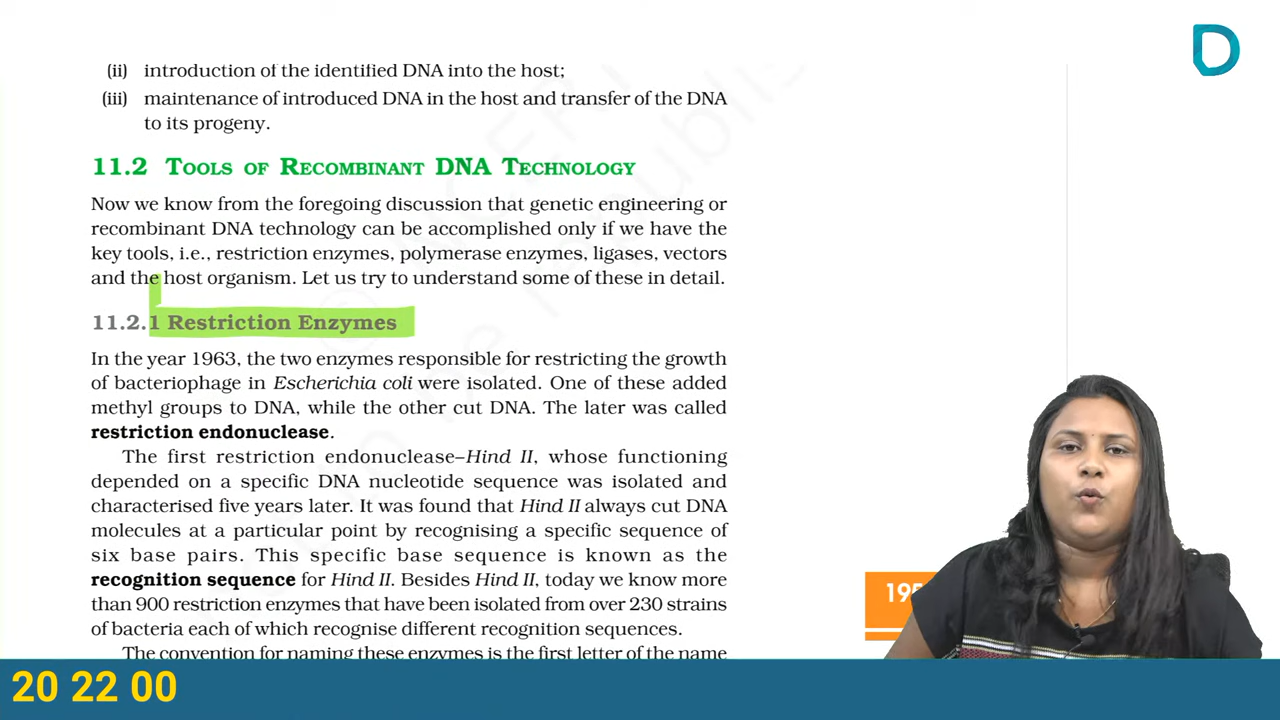 (ii) introduction of the identified DNA into the host;
(iii) maintenance of introduced DNA in the host and transfer of the DNA
to its progeny.
11.2 TOOLS OF RECOMBINANT DNA TECHNOLOGY
Now we know from the foregoing discussion that genetic engineering or
recombinant DNA technology can be accomplished only if we have the
key tools, i.e., restriction enzymes, polymerase enzymes, ligases, vectors
and the host organism. Let us try to understand some of these in detail.
11.2.1 Restriction Enzymes
In the year 1963, the two enzymes responsible for restricting the growth
of bacteriophage in Escherichia coli were isolated. One of these added
methyl groups to DNA, while the other cut DNA. The later was called
restriction endonuclease.
The first restriction endonuclease–Hind II, whose functioning
depended on a specific DNA nucleotide sequence was isolated and
characterised five years later. It was found that Hind II always cut DNA
molecules at a particular point by recognising a specific sequence of
six base pairs. This specific base sequence is known as the
recognition sequence for Hind II. Besides Hind II, today we know more
than 900 restriction enzymes that have been isolated from over 230 strains
of bacteria each of which recognise different recognition sequences.
The convention for naming these enzymes is the first letter of the name
195
20 22 00
D